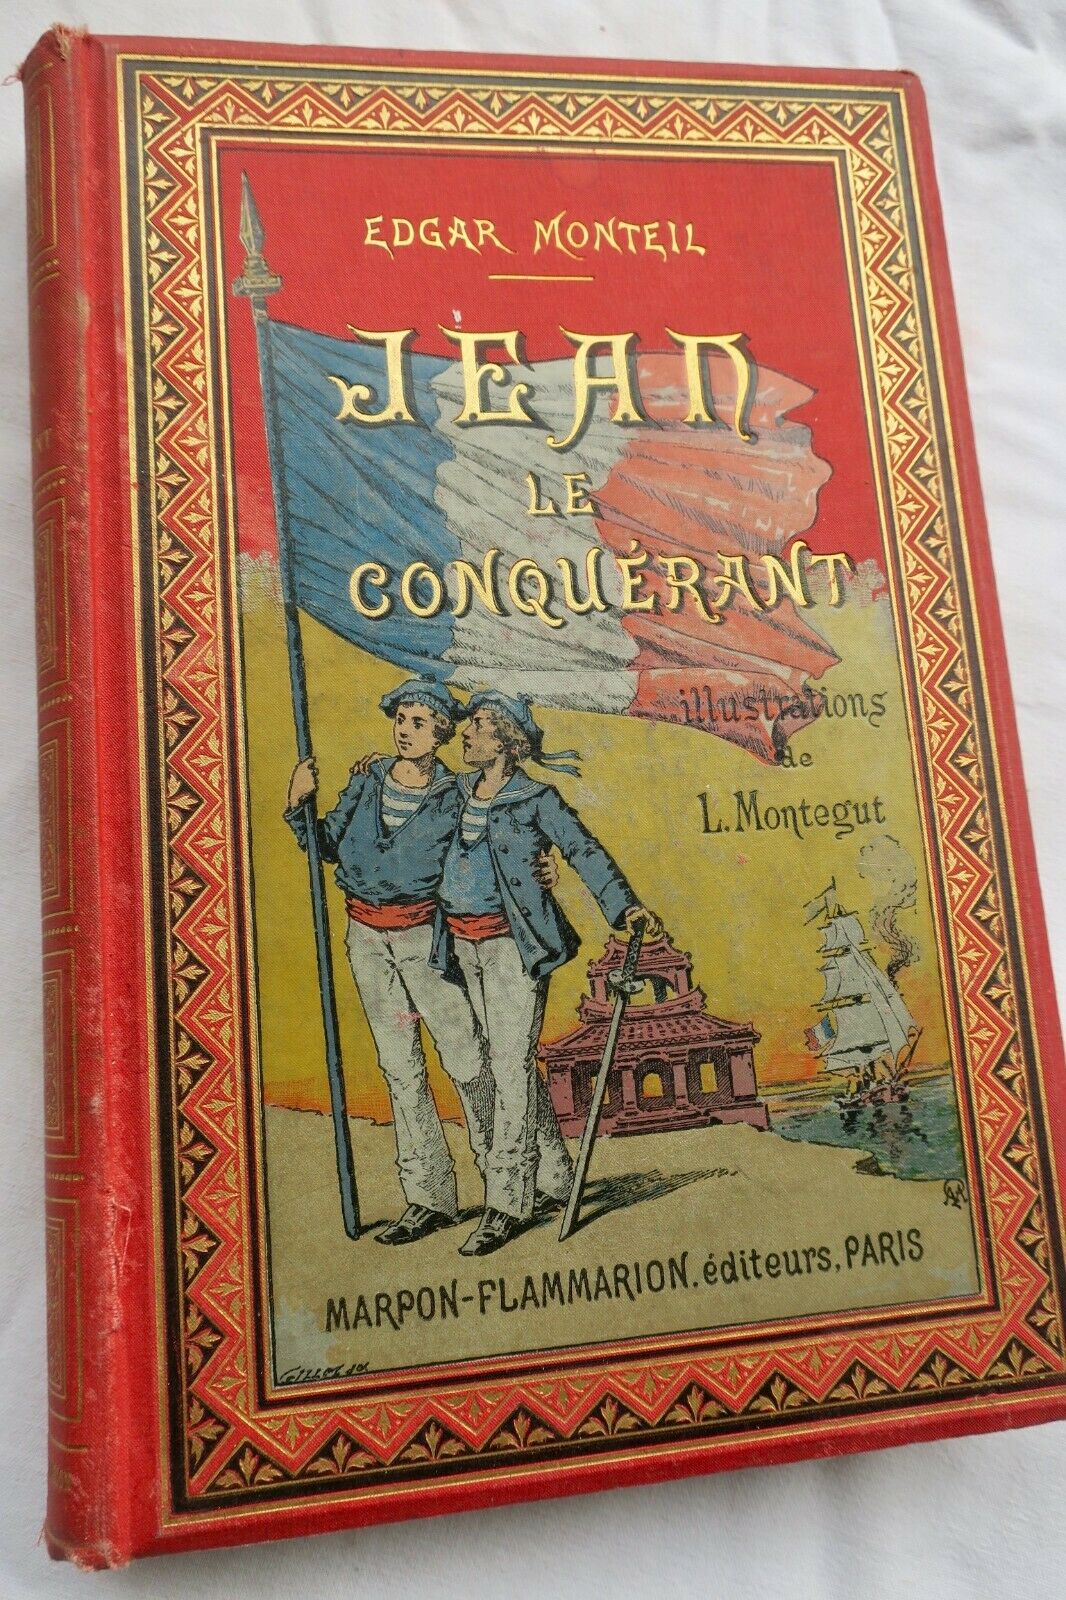 EDGAR MONTEIL
JEAN
LE
CONQUÉRANT
illustrations
de
L. Montegut
MARPON-FLAMMARION. éditeurs, PARIS